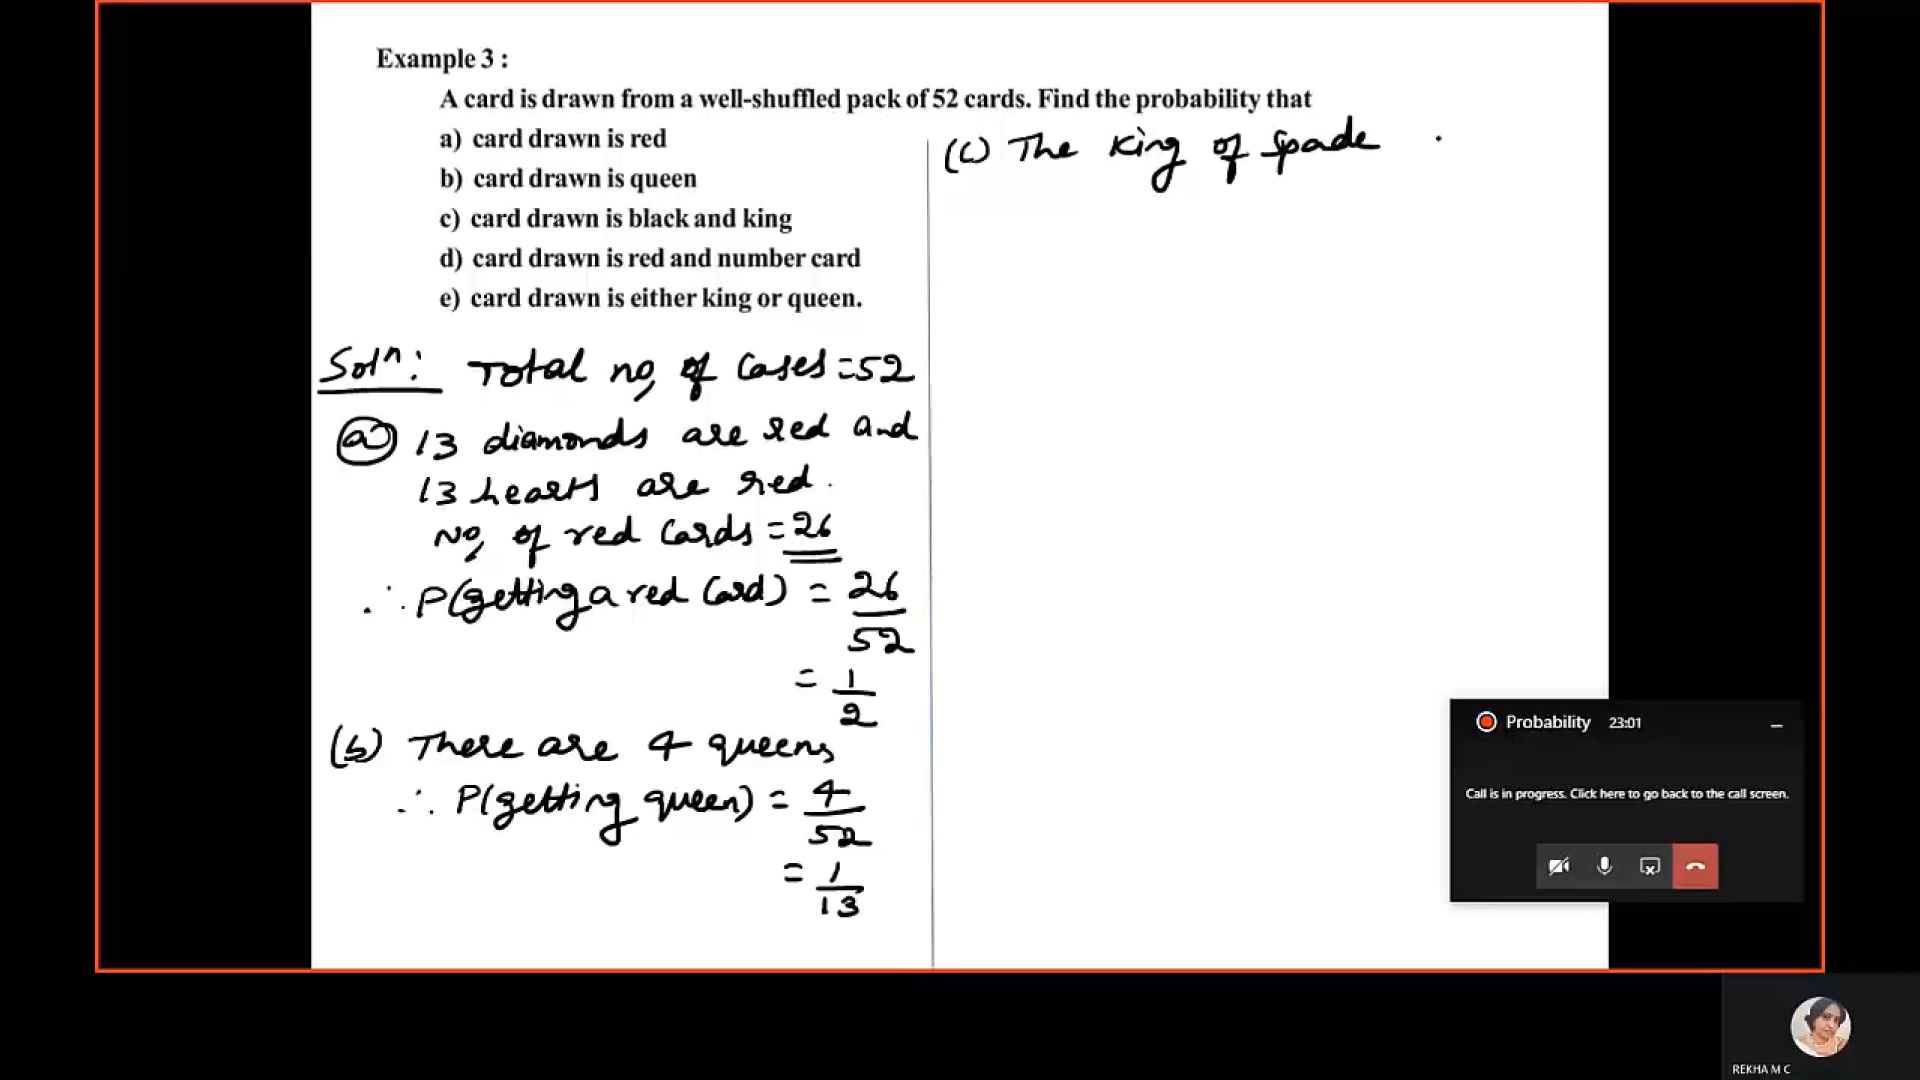 Example 3 :
A card is drawn from a well-shuffled pack of 52 cards. Find the probability that
a) card drawn is red
b) card drawn is queen
c) card drawn is black and king
d) card drawn is red and number card
e) card drawn is either king or queen.
Solⁿ: Total no, of cases = 52
(a) 13 diamonds are red and
13 hearts are red.
No, of red cards = 26
∴ P(getting a red card) = 26/52
= 1/2
(b) There are 4 queens
∴ P(getting queen) = 4/52
= 1/13
(c) The king of spade
Probability 23:01
Call is in progress. Click here to go back to the call screen.
REKHA M C